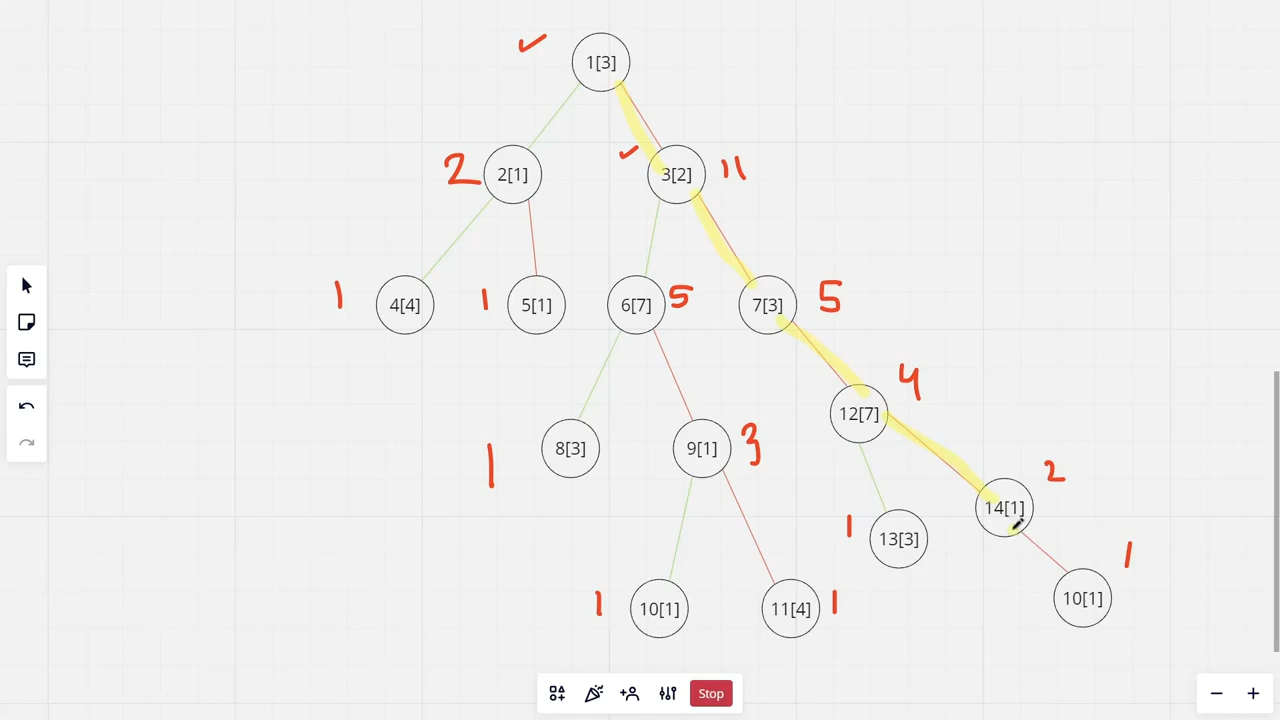 1[3]
2 2[1] 3[2] 11
1 4[4] 1 5[1] 6[7] 5 7[3] 5
4
12[7]
1 8[3] 9[1] 3
2
14[1]
1 13[3]
1
1 10[1] 11[4] 1 10[1]
Stop